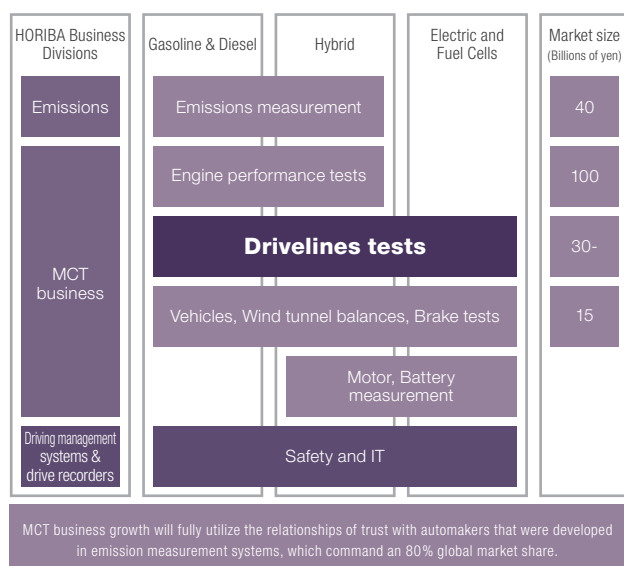 HORIBA Business
Divisions
Gasoline & Diesel
Hybrid
Electric and
Fuel Cells
Market size
(Billions of yen)
Emissions
Emissions measurement
40
MCT
business
Engine performance tests
100
Drivelines tests
30-
Vehicles, Wind tunnel balances, Brake tests
15
Motor, Battery
measurement
Driving management
systems &
drive recorders
Safety and IT
MCT business growth will fully utilize the relationships of trust with automakers that were developed
in emission measurement systems, which command an 80% global market share.